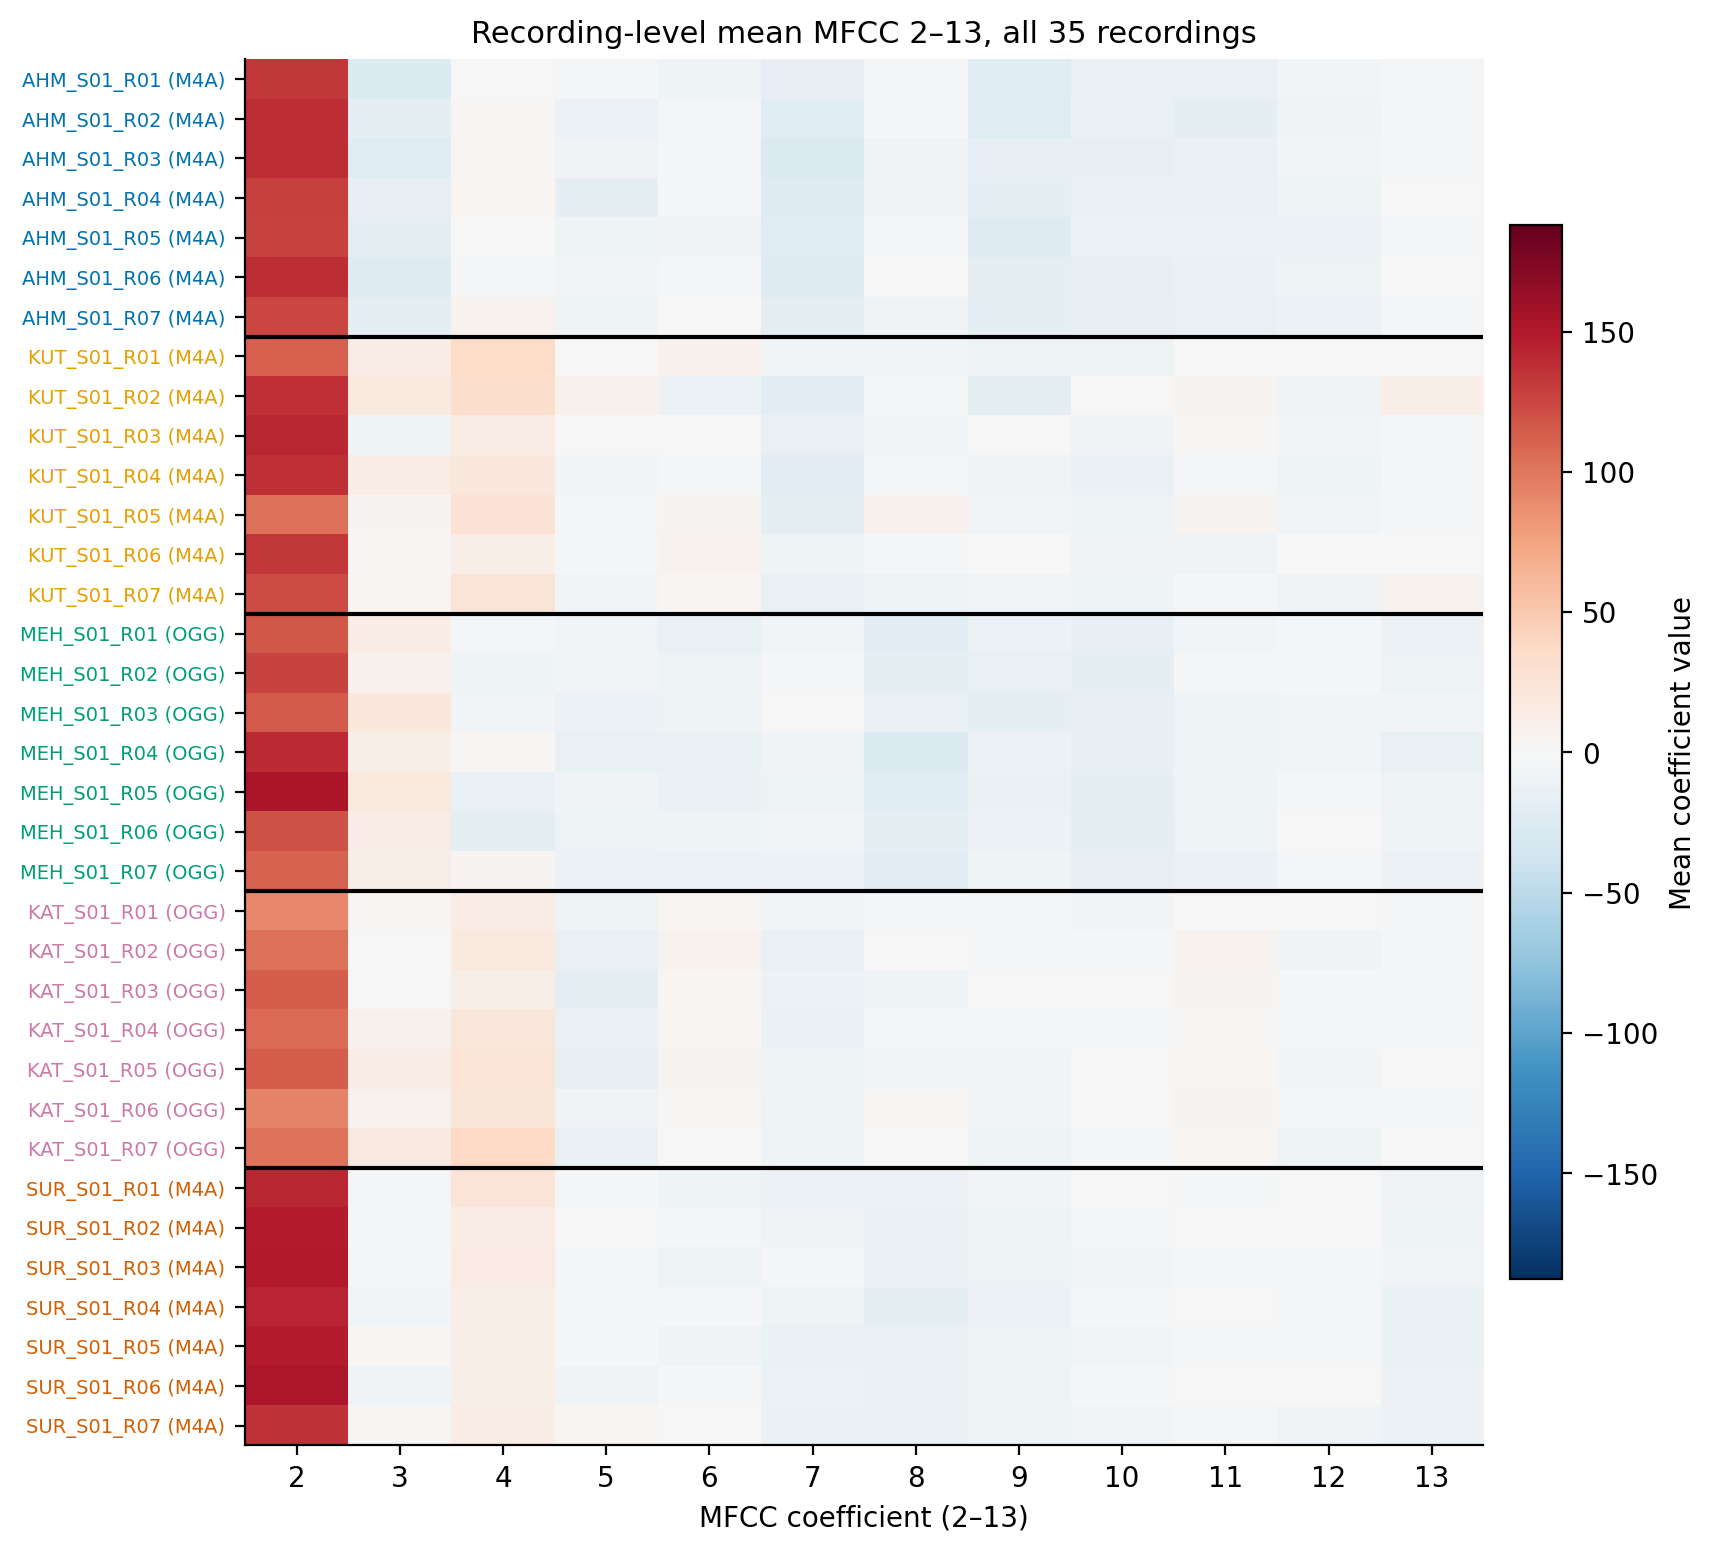 Recording-level mean MFCC 2–13, all 35 recordings
AHM_S01_R01 (M4A)
AHM_S01_R02 (M4A)
AHM_S01_R03 (M4A)
AHM_S01_R04 (M4A)
AHM_S01_R05 (M4A)
AHM_S01_R06 (M4A)
AHM_S01_R07 (M4A)
KUT_S01_R01 (M4A)
KUT_S01_R02 (M4A)
KUT_S01_R03 (M4A)
KUT_S01_R04 (M4A)
KUT_S01_R05 (M4A)
KUT_S01_R06 (M4A)
KUT_S01_R07 (M4A)
MEH_S01_R01 (OGG)
MEH_S01_R02 (OGG)
MEH_S01_R03 (OGG)
MEH_S01_R04 (OGG)
MEH_S01_R05 (OGG)
MEH_S01_R06 (OGG)
MEH_S01_R07 (OGG)
KAT_S01_R01 (OGG)
KAT_S01_R02 (OGG)
KAT_S01_R03 (OGG)
KAT_S01_R04 (OGG)
KAT_S01_R05 (OGG)
KAT_S01_R06 (OGG)
KAT_S01_R07 (OGG)
SUR_S01_R01 (M4A)
SUR_S01_R02 (M4A)
SUR_S01_R03 (M4A)
SUR_S01_R04 (M4A)
SUR_S01_R05 (M4A)
SUR_S01_R06 (M4A)
SUR_S01_R07 (M4A)
2 3 4 5 6 7 8 9 10 11 12 13
MFCC coefficient (2–13)
150
100
50
0
−50
−100
−150
Mean coefficient value